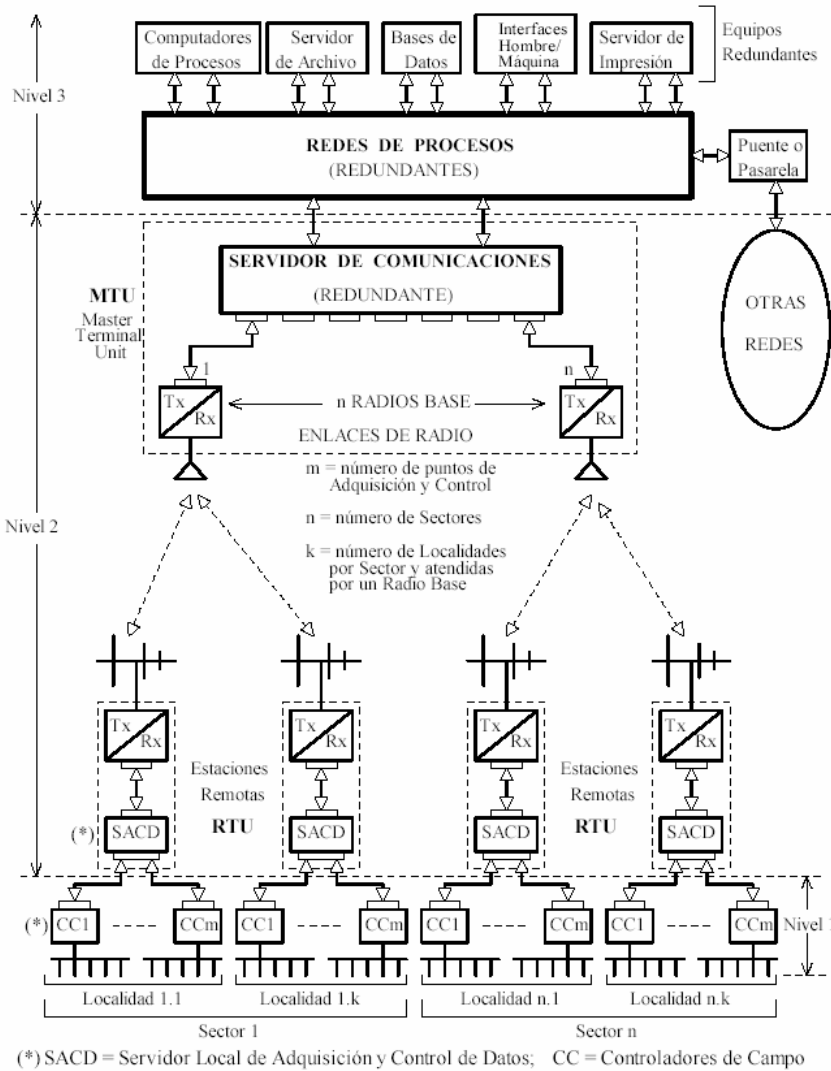 Computadores
de Procesos
Servidor
de Archivo
Bases de
Datos
Interfaces
Hombre/
Máquina
Servidor de
Impresión
Equipos
Redundantes
Nivel 3
REDES DE PROCESOS
(REDUNDANTES)
Puente o
Pasarela
SERVIDOR DE COMUNICACIONES
(REDUNDANTE)
MTU
Master
Terminal
Unit
OTRAS
REDES
1
n
Tx
Rx
n RADIOS BASE
Tx
Rx
ENLACES DE RADIO
m = número de puntos de
Adquisición y Control
n = número de Sectores
k = número de Localidades
por Sector y atendidas
por un Radio Base
Nivel 2
Tx
Rx
Tx
Rx
Tx
Rx
Tx
Rx
Estaciones
Remotas
RTU
Estaciones
Remotas
RTU
(*)
SACD
SACD
SACD
SACD
(*)
CC1
CCm
CC1
CCm
CC1
CCm
CC1
CCm
Nivel 1
Localidad 1.1
Localidad 1.k
Localidad n.1
Localidad n.k
Sector 1
Sector n
(*) SACD = Servidor Local de Adquisición y Control de Datos; CC = Controladores de Campo